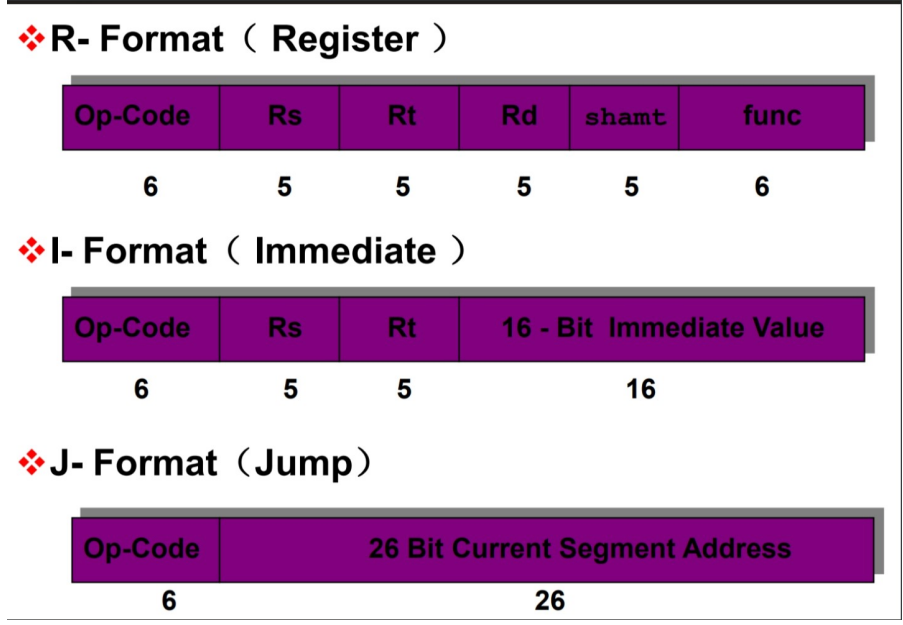 ❖R- Format（ Register ）
Op-Code Rs Rt Rd shamt func
6 5 5 5 5 6
❖I- Format（ Immediate ）
Op-Code Rs Rt 16 - Bit Immediate Value
6 5 5 16
❖J- Format（Jump）
Op-Code 26 Bit Current Segment Address
6 26